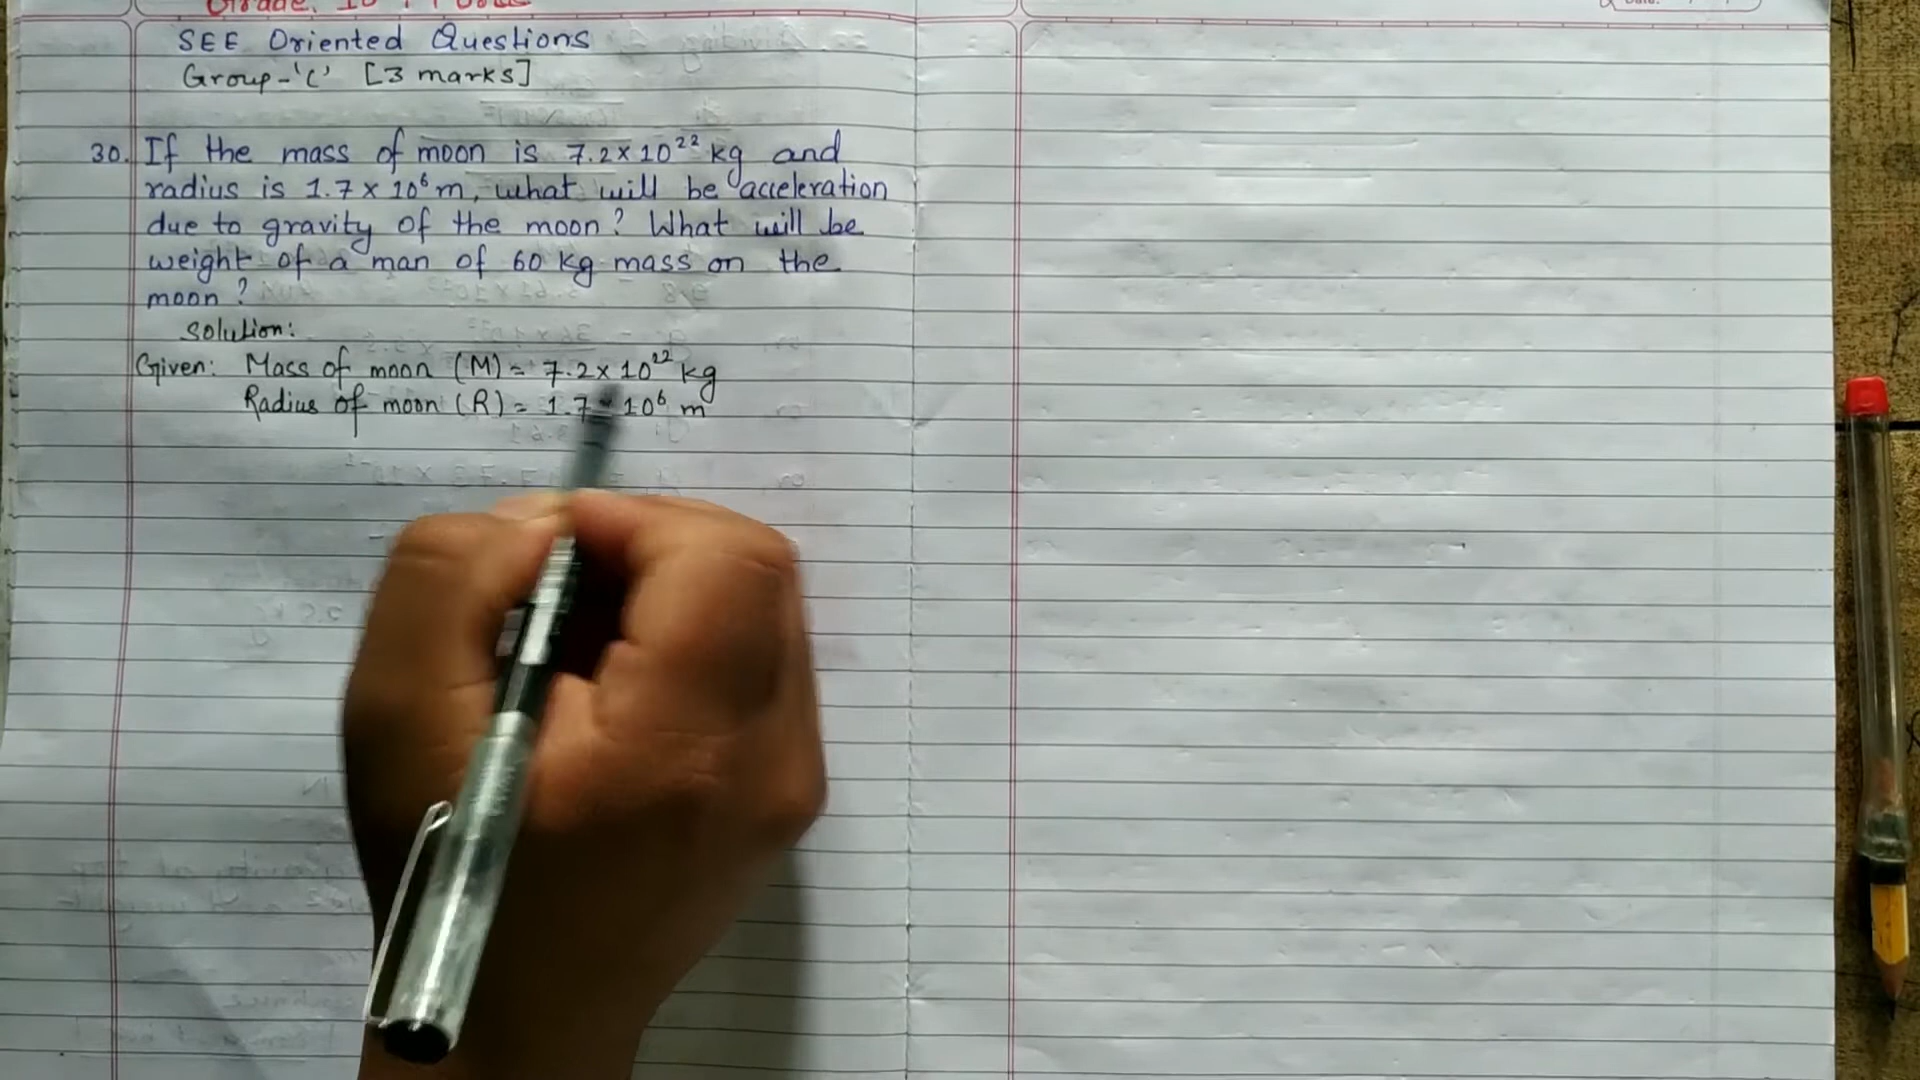 SEE Oriented Questions
Group-'C' [3 marks]
30. If the mass of moon is 7.2 × 10²² kg and
radius is 1.7 × 10⁶ m, what will be acceleration
due to gravity of the moon? What will be
weight of a man of 60 kg mass on the
moon?
Solution:
Given: Mass of moon (M) = 7.2 × 10²² kg
Radius of moon (R) = 1.7 × 10⁶ m